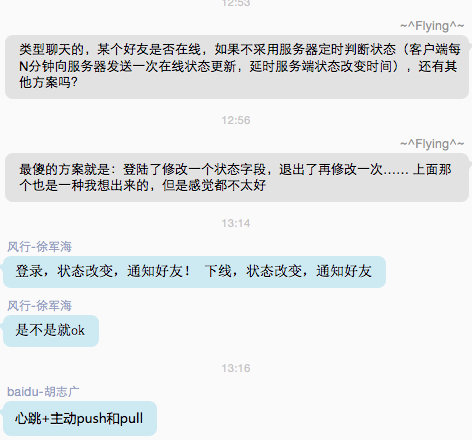 12:53
~^Flying^~
类型聊天的，某个好友是否在线，如果不采用服务器定时判断状态（客户端每
N分钟向服务器发送一次在线状态更新，延时服务端状态改变时间），还有其
他方案吗？
12:56
~^Flying^~
最傻的方案就是：登陆了修改一个状态字段，退出了再修改一次...... 上面那
个也是一种我想出来的，但是感觉都不太好
13:14
风行-徐军海
登录，状态改变，通知好友！ 下线，状态改变，通知好友
风行-徐军海
是不是就ok
13:16
baidu-胡志广
心跳+主动push和pull